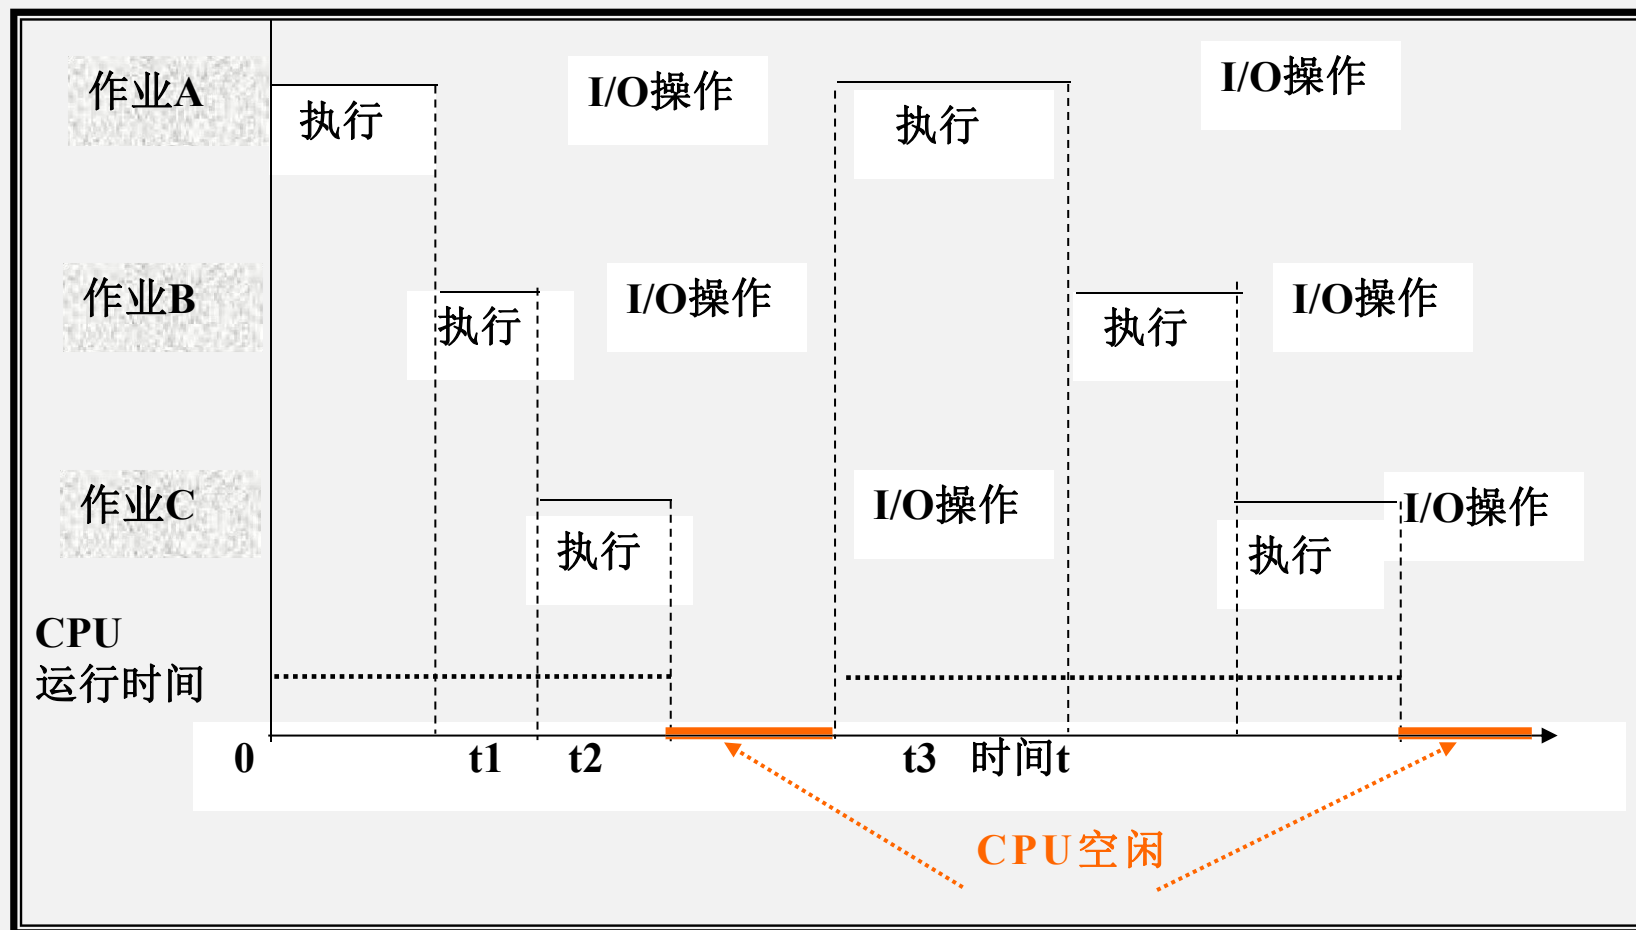 作业A
执行
I/O操作
执行
I/O操作
作业B
执行
I/O操作
执行
I/O操作
作业C
执行
I/O操作
执行
I/O操作
CPU
运行时间
0
t1
t2
t3
时间t
CPU空闲